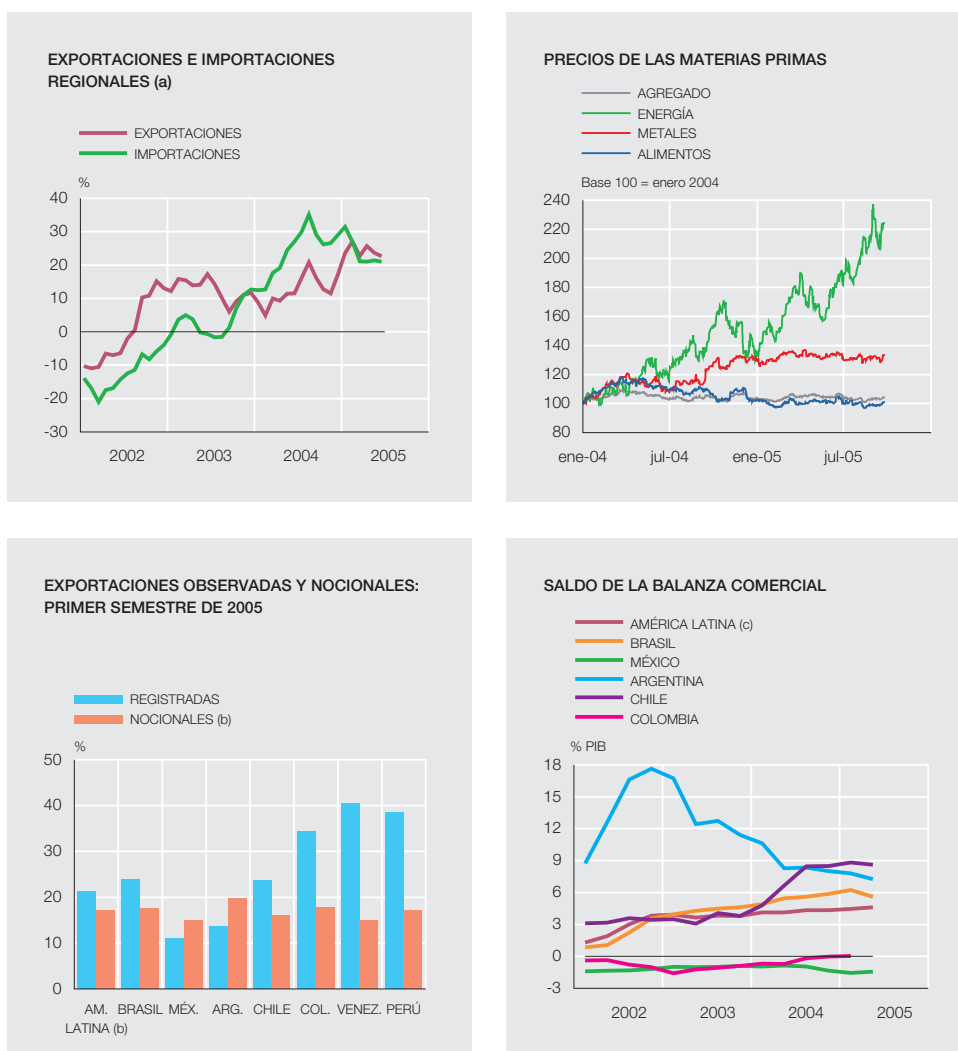 EXPORTACIONES E IMPORTACIONES
REGIONALES (a)
EXPORTACIONES
IMPORTACIONES
%
40
30
20
10
0
-10
-20
-30
2002 2003 2004 2005
PRECIOS DE LAS MATERIAS PRIMAS
AGREGADO
ENERGÍA
METALES
ALIMENTOS
Base 100 = enero 2004
240
220
200
180
160
140
120
100
80
ene-04 jul-04 ene-05 jul-05
EXPORTACIONES OBSERVADAS Y NOCIONALES:
PRIMER SEMESTRE DE 2005
REGISTRADAS
NOCIONALES (b)
%
50
40
30
20
10
0
AM. BRASIL MÉX. ARG. CHILE COL. VENEZ. PERÚ
LATINA (b)
SALDO DE LA BALANZA COMERCIAL
AMÉRICA LATINA (c)
BRASIL
MÉXICO
ARGENTINA
CHILE
COLOMBIA
% PIB
18
15
12
9
6
3
0
-3
2002 2003 2004 2005